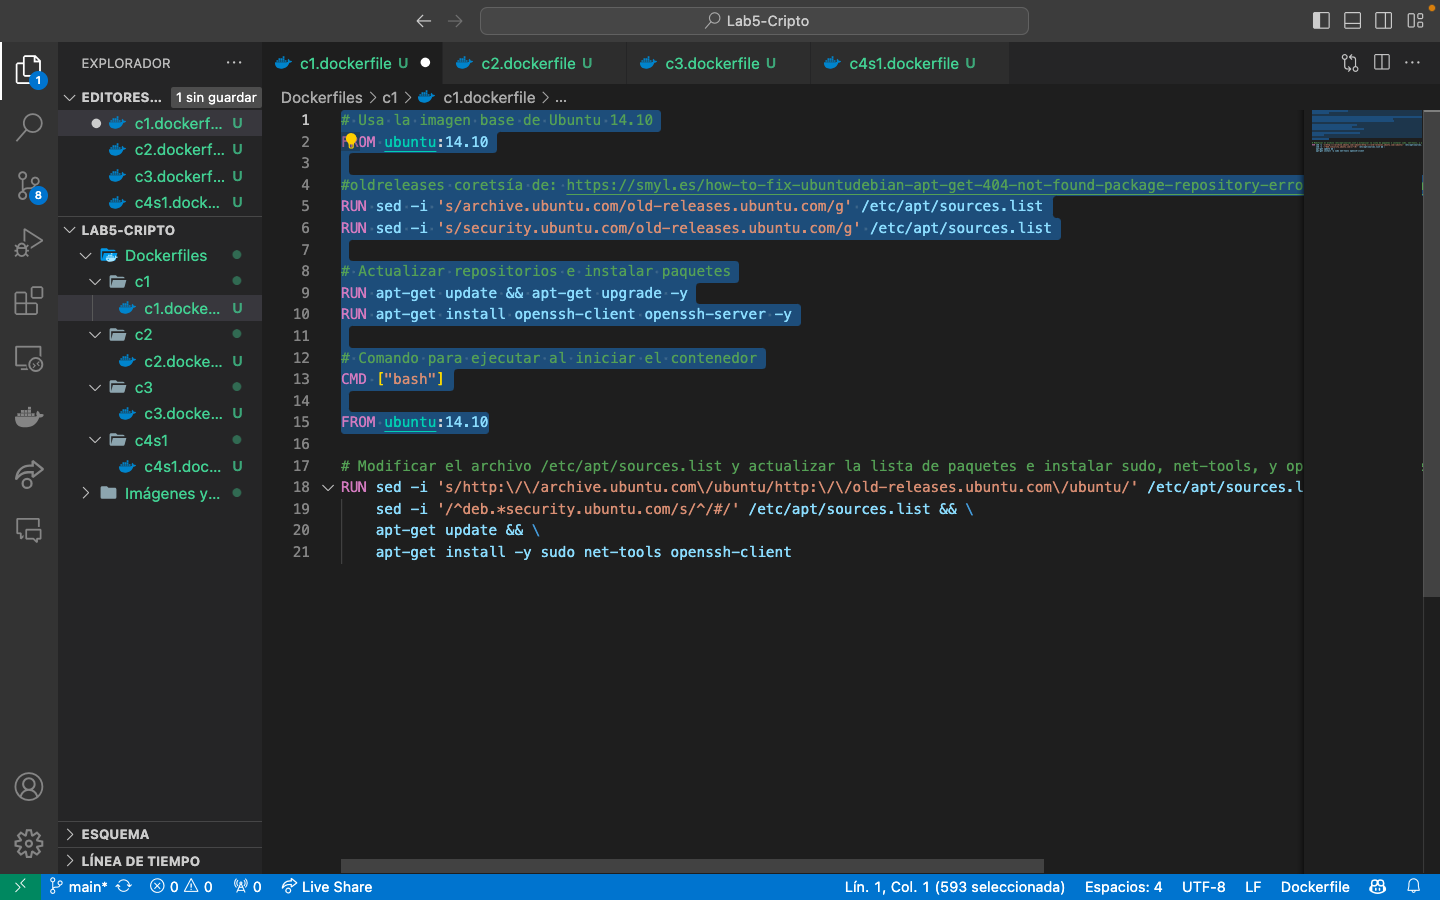 Lab5-Cripto
EXPLORADOR
c1.dockerfile U
c2.dockerfile U
c3.dockerfile U
c4s1.dockerfile U
EDITORES... 1 sin guardar
c1.dockerf... U
c2.dockerf... U
c3.dockerf... U
c4s1.dock... U
LAB5-CRIPTO
Dockerfiles
c1
c1.docke... U
c2
c2.docke... U
c3
c3.docke... U
c4s1
c4s1.doc... U
Imágenes y...
ESQUEMA
LÍNEA DE TIEMPO
1
8
Dockerfiles > c1 > c1.dockerfile > ...
1 # Usa la imagen base de Ubuntu 14.10
2 FROM ubuntu:14.10
3
4 #oldreleases coretsía de: https://smyl.es/how-to-fix-ubuntudebian-apt-get-404-not-found-package-repository-erro
5 RUN sed -i 's/archive.ubuntu.com/old-releases.ubuntu.com/g' /etc/apt/sources.list
6 RUN sed -i 's/security.ubuntu.com/old-releases.ubuntu.com/g' /etc/apt/sources.list
7
8 # Actualizar repositorios e instalar paquetes
9 RUN apt-get update && apt-get upgrade -y
10 RUN apt-get install openssh-client openssh-server -y
11
12 # Comando para ejecutar al iniciar el contenedor
13 CMD ["bash"]
14
15 FROM ubuntu:14.10
16
17 # Modificar el archivo /etc/apt/sources.list y actualizar la lista de paquetes e instalar sudo, net-tools, y op
18 RUN sed -i 's/http:\/\/archive.ubuntu.com\/ubuntu/http:\/\/old-releases.ubuntu.com\/ubuntu/' /etc/apt/sources.l
19 sed -i '/^deb.*security.ubuntu.com/s/^/#/' /etc/apt/sources.list && \
20 apt-get update && \
21 apt-get install -y sudo net-tools openssh-client
main* 0 0 0 Live Share
Lín. 1, Col. 1 (593 seleccionada) Espacios: 4 UTF-8 LF Dockerfile